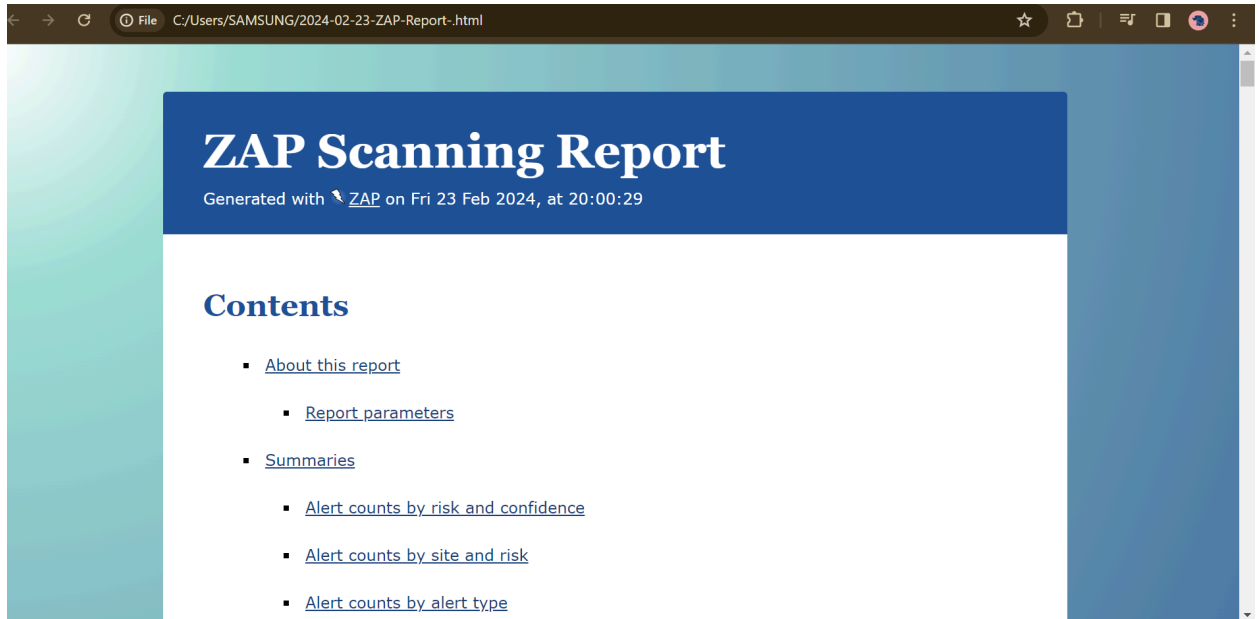 File C:/Users/SAMSUNG/2024-02-23-ZAP-Report-.html
ZAP Scanning Report
Generated with ZAP on Fri 23 Feb 2024, at 20:00:29
Contents
About this report
Report parameters
Summaries
Alert counts by risk and confidence
Alert counts by site and risk
Alert counts by alert type